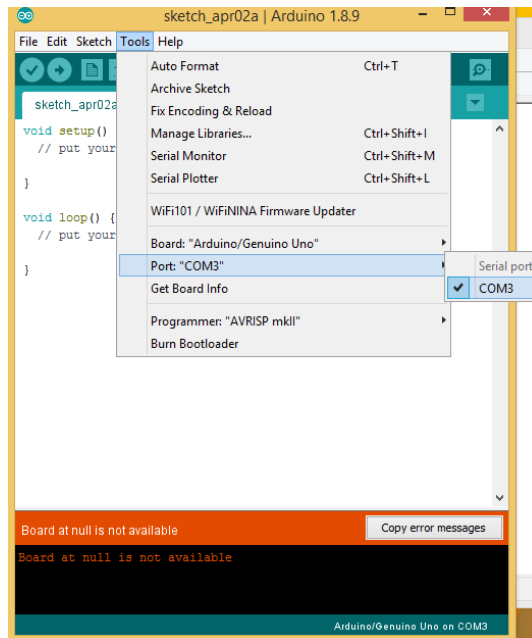 sketch_apr02a | Arduino 1.8.9
File Edit Sketch Tools Help
sketch_apr02a
void setup()
// put your
}
void loop() {
// put your
}
Auto Format Ctrl+T
Archive Sketch
Fix Encoding & Reload
Manage Libraries... Ctrl+Shift+I
Serial Monitor Ctrl+Shift+M
Serial Plotter Ctrl+Shift+L
WiFi101 / WiFiNINA Firmware Updater
Board: "Arduino/Genuino Uno"
Port: "COM3"
Get Board Info
Programmer: "AVRISP mkII"
Burn Bootloader
Serial port
COM3
Board at null is not available
Copy error messages
Board at null is not available
Arduino/Genuino Uno on COM3